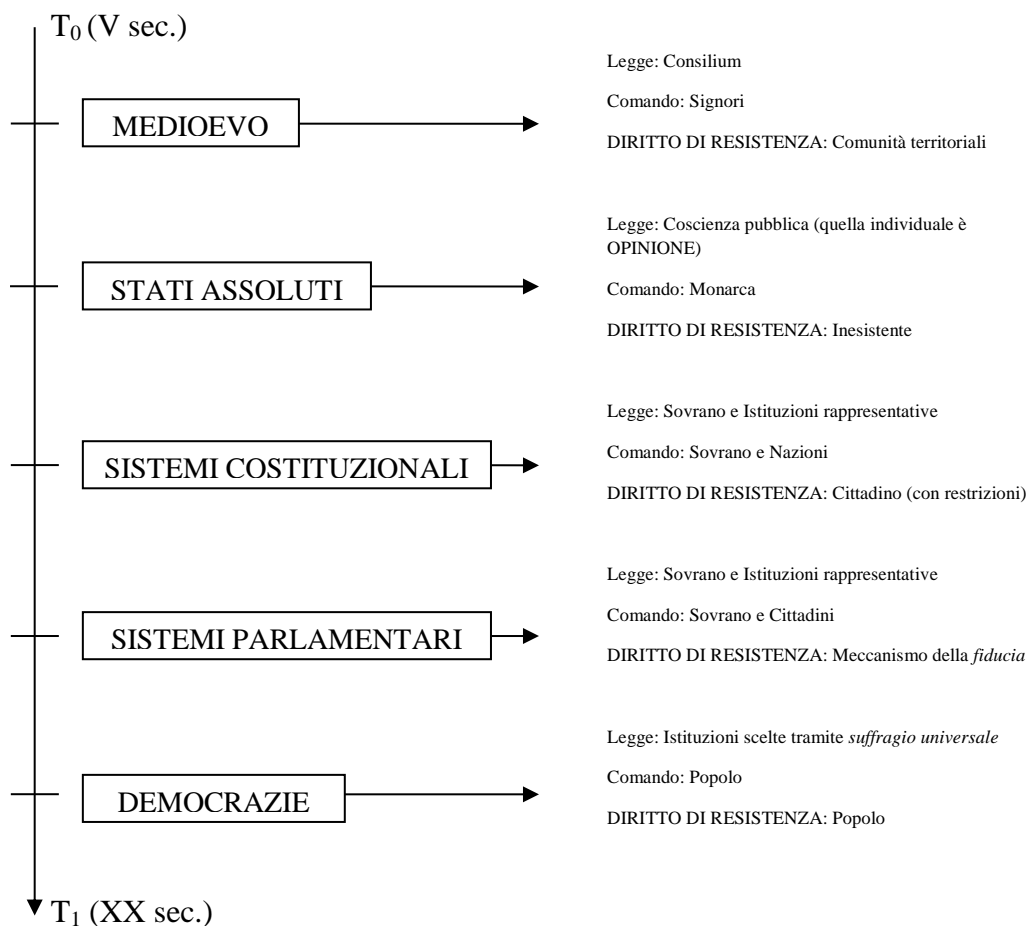 T₀ (V sec.)
MEDIOEVO
Legge: Consilium
Comando: Signori
DIRITTO DI RESISTENZA: Comunità territoriali
STATI ASSOLUTI
Legge: Coscienza pubblica (quella individuale è
OPINIONE)
Comando: Monarca
DIRITTO DI RESISTENZA: Inesistente
SISTEMI COSTITUZIONALI
Legge: Sovrano e Istituzioni rappresentative
Comando: Sovrano e Nazioni
DIRITTO DI RESISTENZA: Cittadino (con restrizioni)
SISTEMI PARLAMENTARI
Legge: Sovrano e Istituzioni rappresentative
Comando: Sovrano e Cittadini
DIRITTO DI RESISTENZA: Meccanismo della fiducia
DEMOCRAZIE
Legge: Istituzioni scelte tramite suffragio universale
Comando: Popolo
DIRITTO DI RESISTENZA: Popolo
T₁ (XX sec.)